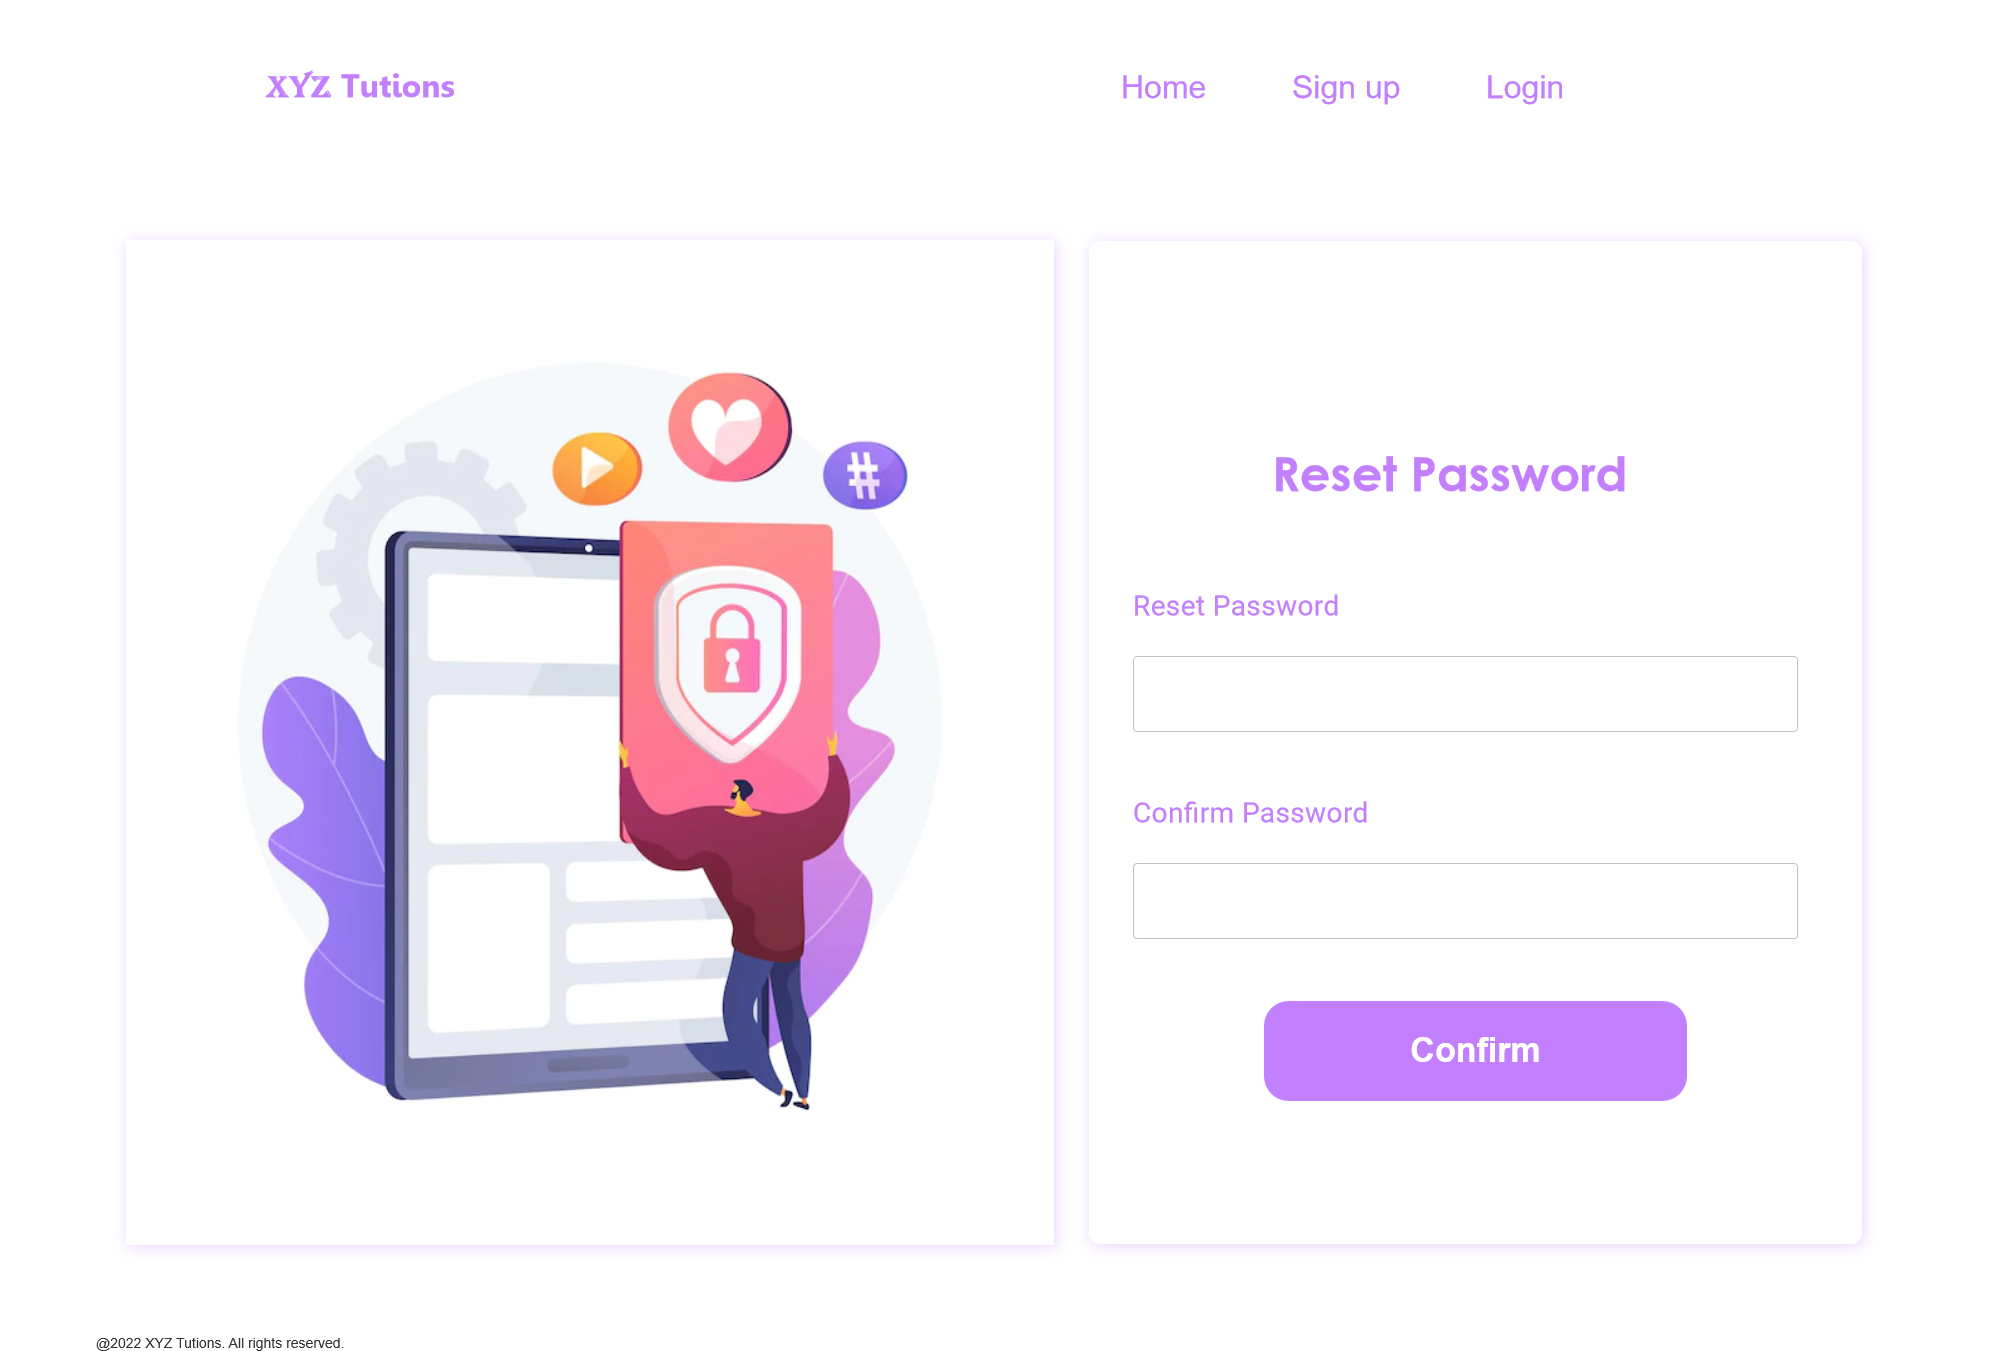 XYZ Tutions
Home
Sign up
Login
#
Reset Password
Reset Password
Confirm Password
Confirm
@2022 XYZ Tutions. All rights reserved.